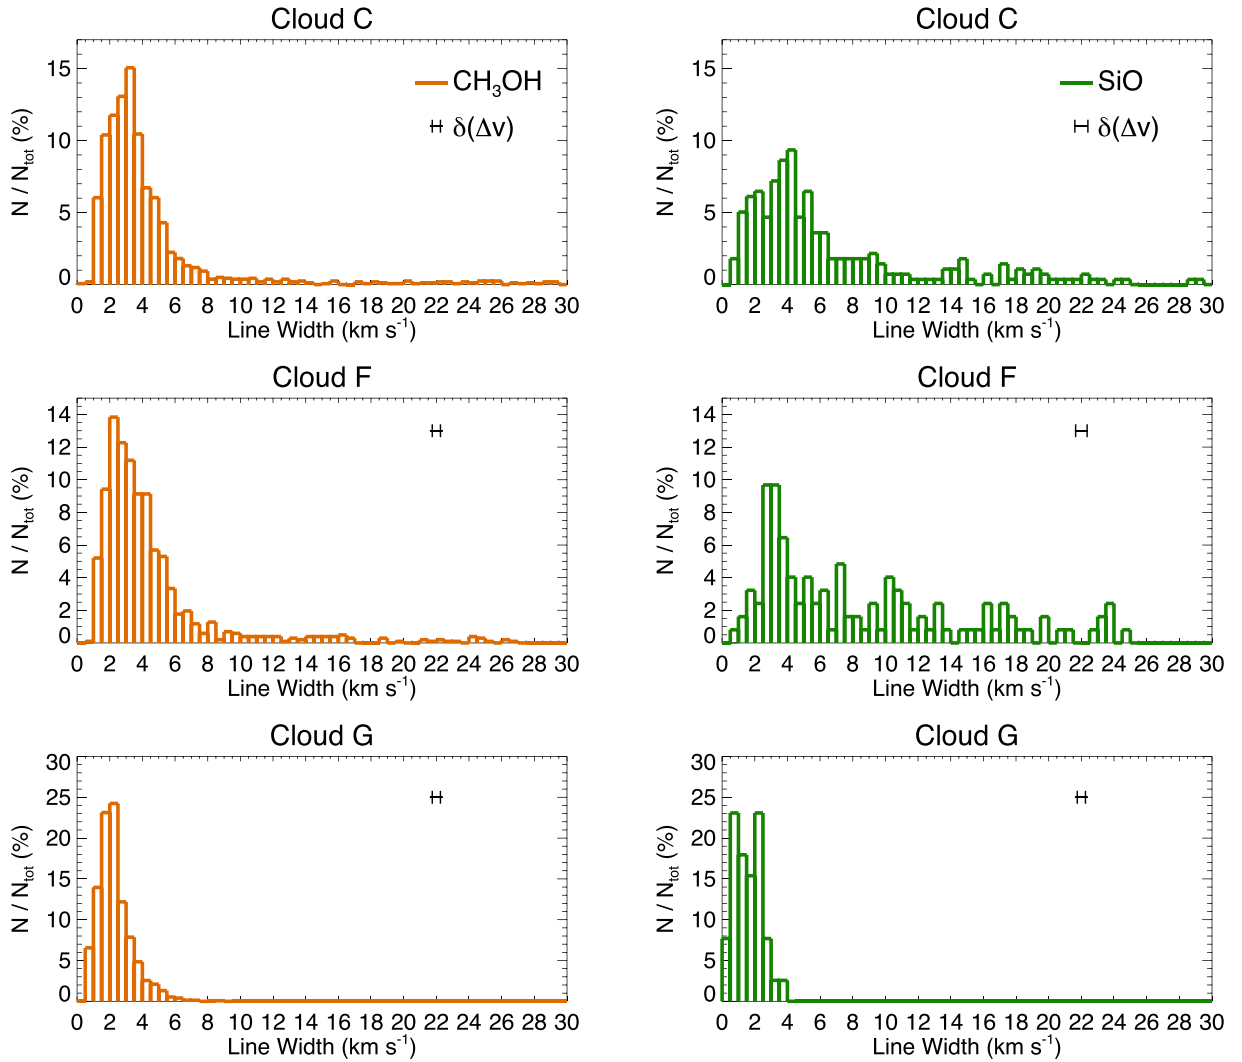 Cloud C
15
10
5
0
N / N_tot (%)
CH₃OH
δ(Δv)
0 2 4 6 8 10 12 14 16 18 20 22 24 26 28 30
Line Width (km s⁻¹)
Cloud C
15
10
5
0
N / N_tot (%)
SiO
δ(Δv)
0 2 4 6 8 10 12 14 16 18 20 22 24 26 28 30
Line Width (km s⁻¹)
Cloud F
14
12
10
8
6
4
2
0
N / N_tot (%)
0 2 4 6 8 10 12 14 16 18 20 22 24 26 28 30
Line Width (km s⁻¹)
Cloud F
14
12
10
8
6
4
2
0
N / N_tot (%)
0 2 4 6 8 10 12 14 16 18 20 22 24 26 28 30
Line Width (km s⁻¹)
Cloud G
30
25
20
15
10
5
0
N / N_tot (%)
0 2 4 6 8 10 12 14 16 18 20 22 24 26 28 30
Line Width (km s⁻¹)
Cloud G
30
25
20
15
10
5
0
N / N_tot (%)
0 2 4 6 8 10 12 14 16 18 20 22 24 26 28 30
Line Width (km s⁻¹)